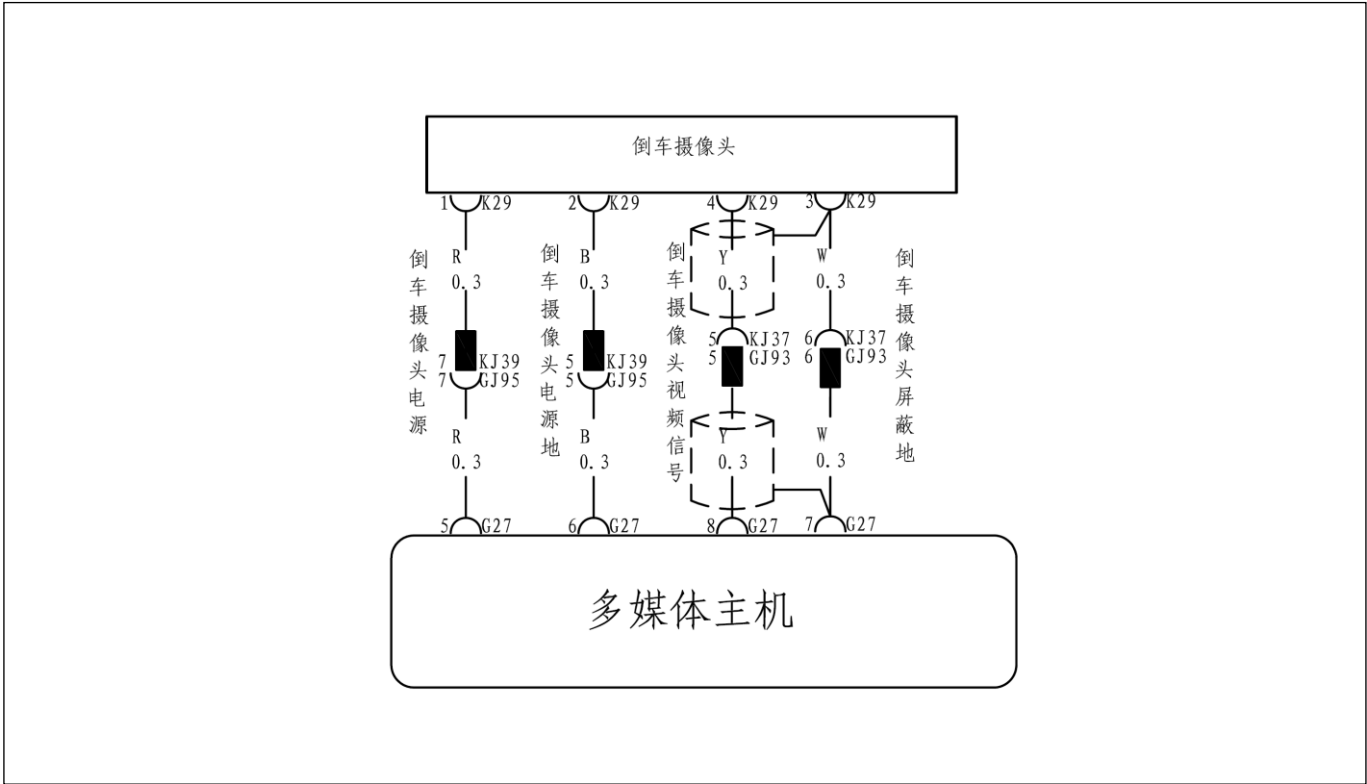 倒车摄像头
1 K29 2 K29 4 K29 3 K29
倒车摄像头电源
倒车摄像头电源地
倒车摄像头视频信号
倒车摄像头屏蔽地
R B Y W
0.3 0.3 0.3 0.3
5 KJ37 6 KJ37
5 GJ93 6 GJ93
7 KJ39 5 KJ39
7 GJ95 5 GJ95
R B Y W
0.3 0.3 0.3 0.3
5 G27 6 G27 8 G27 7 G27
多媒体主机